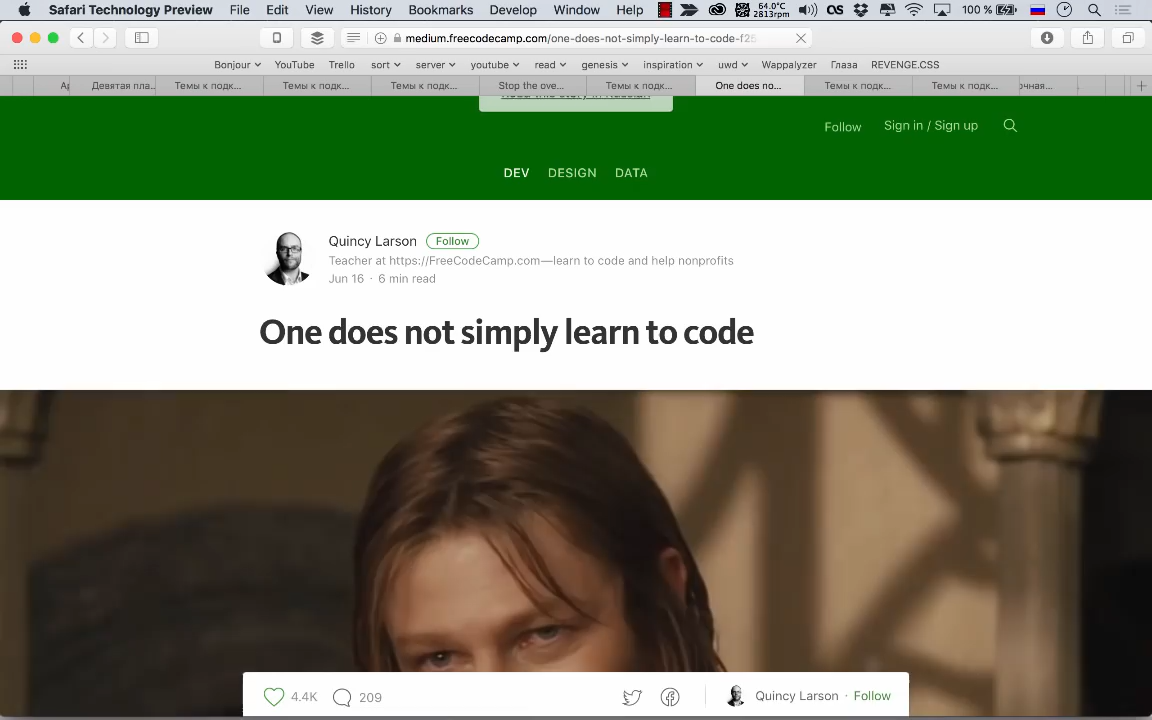 Safari Technology Preview File Edit View History Bookmarks Develop Window Help 64.0°C 2813rpm 100 %
medium.freecodecamp.com/one-does-not-simply-learn-to-code-f25
Bonjour YouTube Trello sort server youtube read genesis inspiration uwd Wappalyzer Глаза REVENGE.CSS
Девятая пла... Темы к подк... Темы к подк... Темы к подк... Stop the ove... Темы к подк... One does no... Темы к подк... Темы к подк...
Read this story in Russian
Follow Sign in / Sign up
DEV DESIGN DATA
Quincy Larson Follow
Teacher at https://FreeCodeCamp.com—learn to code and help nonprofits
Jun 16 · 6 min read
One does not simply learn to code
4.4K 209 Quincy Larson · Follow